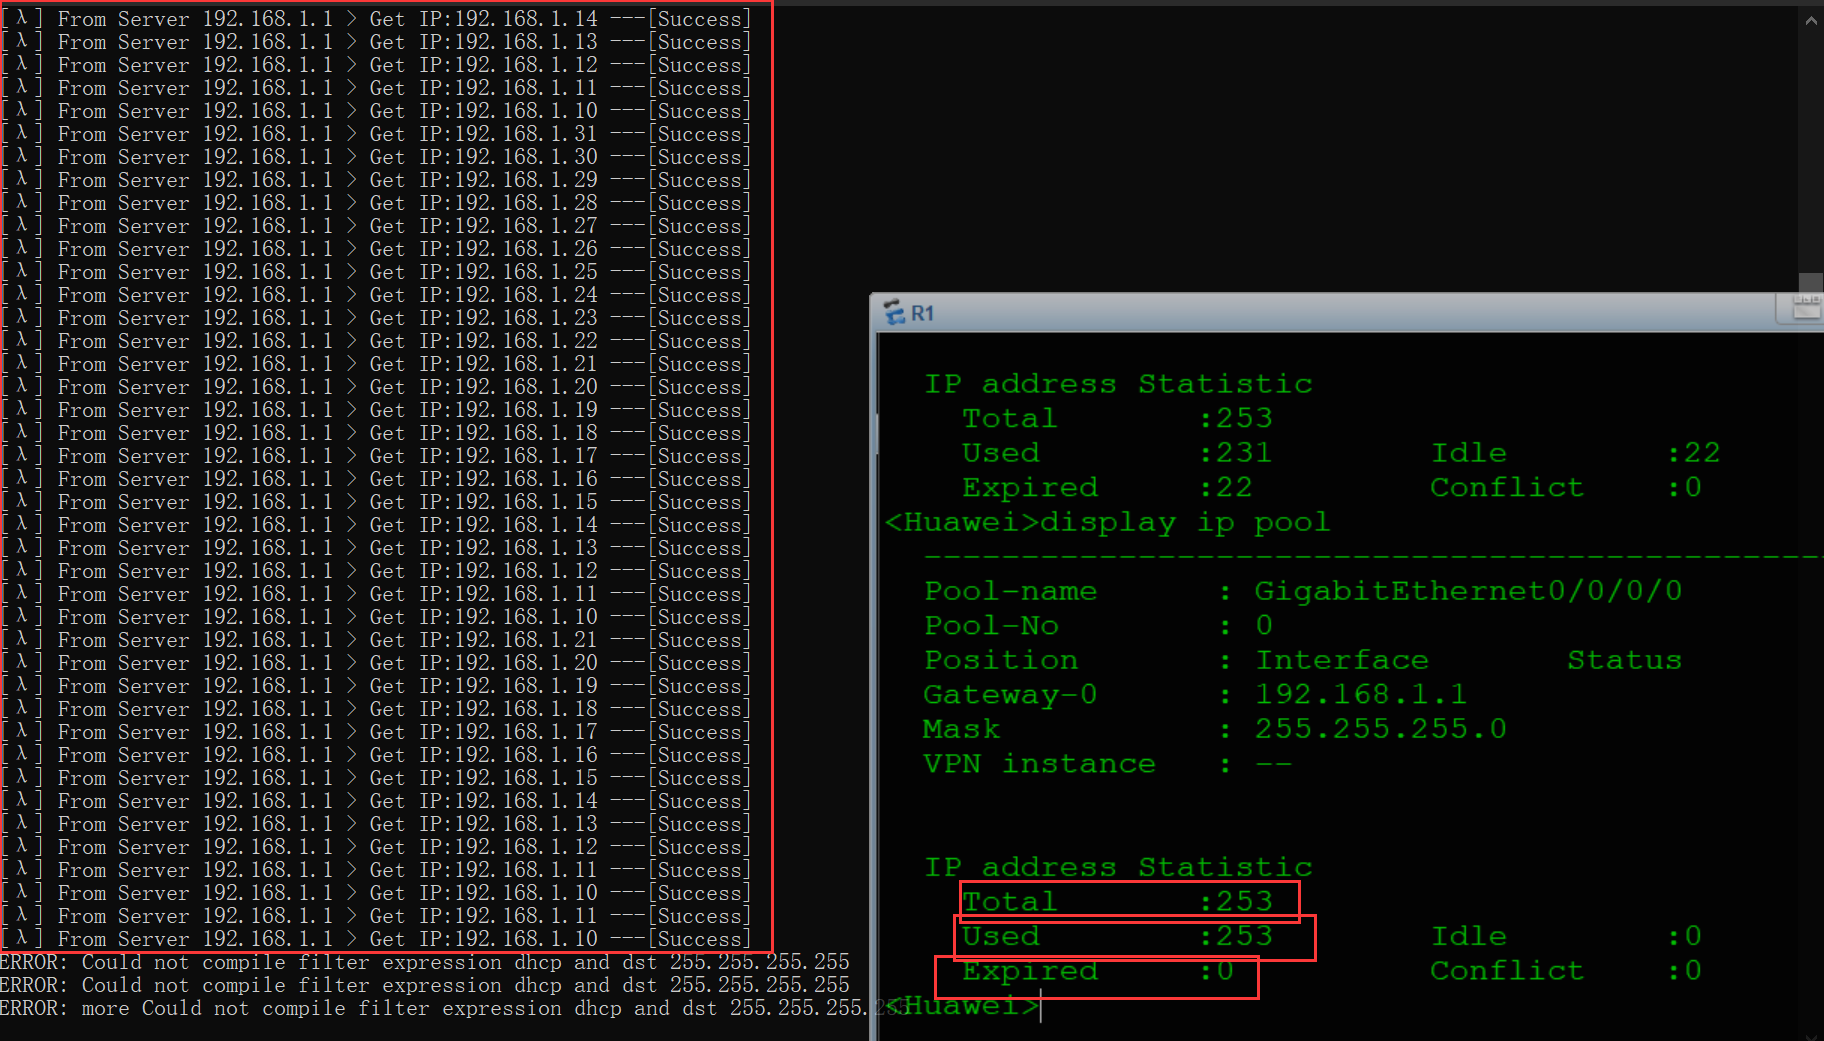 [ λ ] From Server 192.168.1.1 > Get IP:192.168.1.14 ---[Success]
[ λ ] From Server 192.168.1.1 > Get IP:192.168.1.13 ---[Success]
[ λ ] From Server 192.168.1.1 > Get IP:192.168.1.12 ---[Success]
[ λ ] From Server 192.168.1.1 > Get IP:192.168.1.11 ---[Success]
[ λ ] From Server 192.168.1.1 > Get IP:192.168.1.10 ---[Success]
[ λ ] From Server 192.168.1.1 > Get IP:192.168.1.31 ---[Success]
[ λ ] From Server 192.168.1.1 > Get IP:192.168.1.30 ---[Success]
[ λ ] From Server 192.168.1.1 > Get IP:192.168.1.29 ---[Success]
[ λ ] From Server 192.168.1.1 > Get IP:192.168.1.28 ---[Success]
[ λ ] From Server 192.168.1.1 > Get IP:192.168.1.27 ---[Success]
[ λ ] From Server 192.168.1.1 > Get IP:192.168.1.26 ---[Success]
[ λ ] From Server 192.168.1.1 > Get IP:192.168.1.25 ---[Success]
[ λ ] From Server 192.168.1.1 > Get IP:192.168.1.24 ---[Success]
[ λ ] From Server 192.168.1.1 > Get IP:192.168.1.23 ---[Success]
[ λ ] From Server 192.168.1.1 > Get IP:192.168.1.22 ---[Success]
[ λ ] From Server 192.168.1.1 > Get IP:192.168.1.21 ---[Success]
[ λ ] From Server 192.168.1.1 > Get IP:192.168.1.20 ---[Success]
[ λ ] From Server 192.168.1.1 > Get IP:192.168.1.19 ---[Success]
[ λ ] From Server 192.168.1.1 > Get IP:192.168.1.18 ---[Success]
[ λ ] From Server 192.168.1.1 > Get IP:192.168.1.17 ---[Success]
[ λ ] From Server 192.168.1.1 > Get IP:192.168.1.16 ---[Success]
[ λ ] From Server 192.168.1.1 > Get IP:192.168.1.15 ---[Success]
[ λ ] From Server 192.168.1.1 > Get IP:192.168.1.14 ---[Success]
[ λ ] From Server 192.168.1.1 > Get IP:192.168.1.13 ---[Success]
[ λ ] From Server 192.168.1.1 > Get IP:192.168.1.12 ---[Success]
[ λ ] From Server 192.168.1.1 > Get IP:192.168.1.11 ---[Success]
[ λ ] From Server 192.168.1.1 > Get IP:192.168.1.10 ---[Success]
[ λ ] From Server 192.168.1.1 > Get IP:192.168.1.21 ---[Success]
[ λ ] From Server 192.168.1.1 > Get IP:192.168.1.20 ---[Success]
[ λ ] From Server 192.168.1.1 > Get IP:192.168.1.19 ---[Success]
[ λ ] From Server 192.168.1.1 > Get IP:192.168.1.18 ---[Success]
[ λ ] From Server 192.168.1.1 > Get IP:192.168.1.17 ---[Success]
[ λ ] From Server 192.168.1.1 > Get IP:192.168.1.16 ---[Success]
[ λ ] From Server 192.168.1.1 > Get IP:192.168.1.15 ---[Success]
[ λ ] From Server 192.168.1.1 > Get IP:192.168.1.14 ---[Success]
[ λ ] From Server 192.168.1.1 > Get IP:192.168.1.13 ---[Success]
[ λ ] From Server 192.168.1.1 > Get IP:192.168.1.12 ---[Success]
[ λ ] From Server 192.168.1.1 > Get IP:192.168.1.11 ---[Success]
[ λ ] From Server 192.168.1.1 > Get IP:192.168.1.10 ---[Success]
[ λ ] From Server 192.168.1.1 > Get IP:192.168.1.11 ---[Success]
[ λ ] From Server 192.168.1.1 > Get IP:192.168.1.10 ---[Success]
ERROR: Could not compile filter expression dhcp and dst 255.255.255.255
ERROR: Could not compile filter expression dhcp and dst 255.255.255.255
ERROR: more Could not compile filter expression dhcp and dst 255.255.255.255
R1
IP address Statistic
Total :253
Used :231 Idle :22
Expired :22 Conflict :0
<Huawei>display ip pool
-----------------------------------------------
Pool-name : GigabitEthernet0/0/0/0
Pool-No : 0
Position : Interface Status
Gateway-0 : 192.168.1.1
Mask : 255.255.255.0
VPN instance : --
IP address Statistic
Total :253
Used :253 Idle :0
Expired :0 Conflict :0
<Huawei>